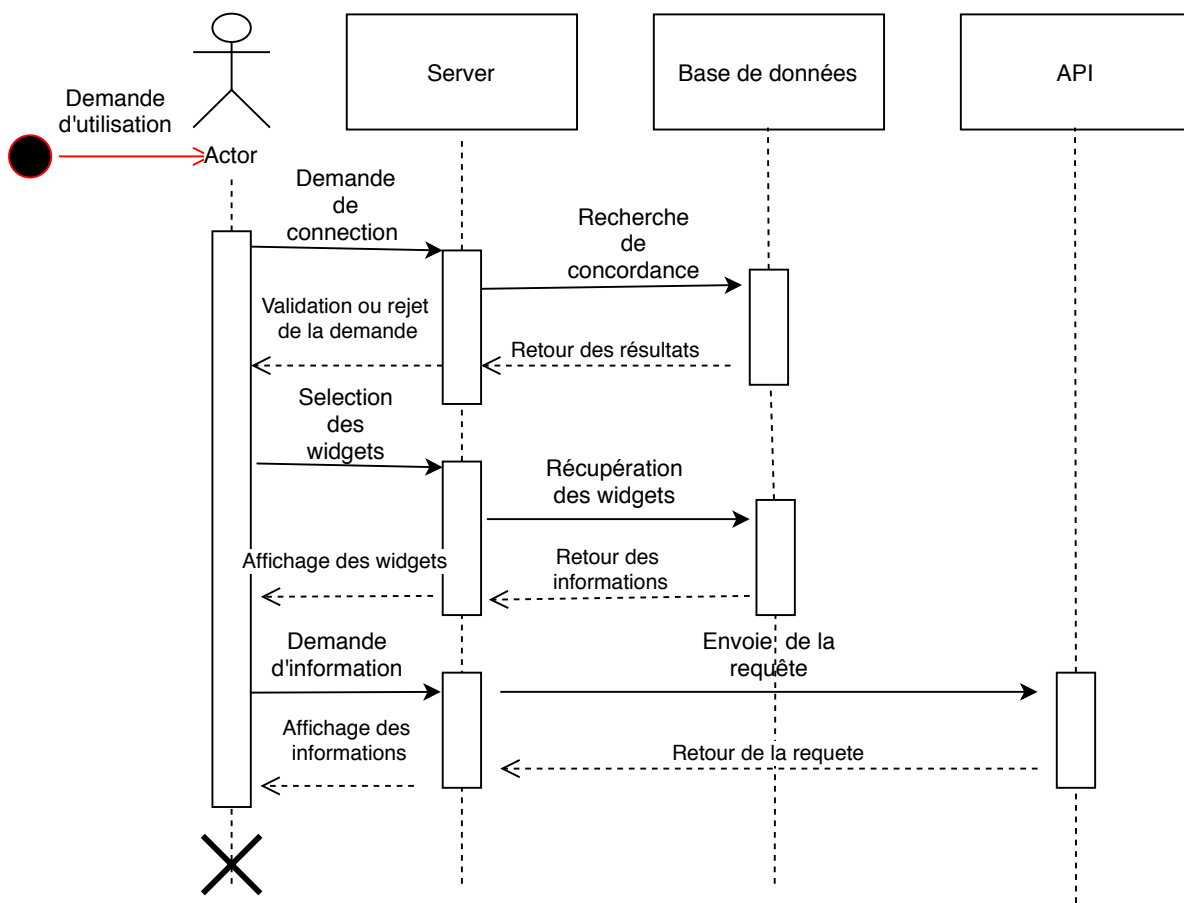 Server
Base de données
API
Demande
d'utilisation
Actor
Demande
de
connection
Recherche
de
concordance
Validation ou rejet
de la demande
Retour des résultats
Selection
des
widgets
Récupération
des widgets
Affichage des widgets
Retour des
informations
Demande
d'information
Envoie de la
requête
Affichage des
informations
Retour de la requete